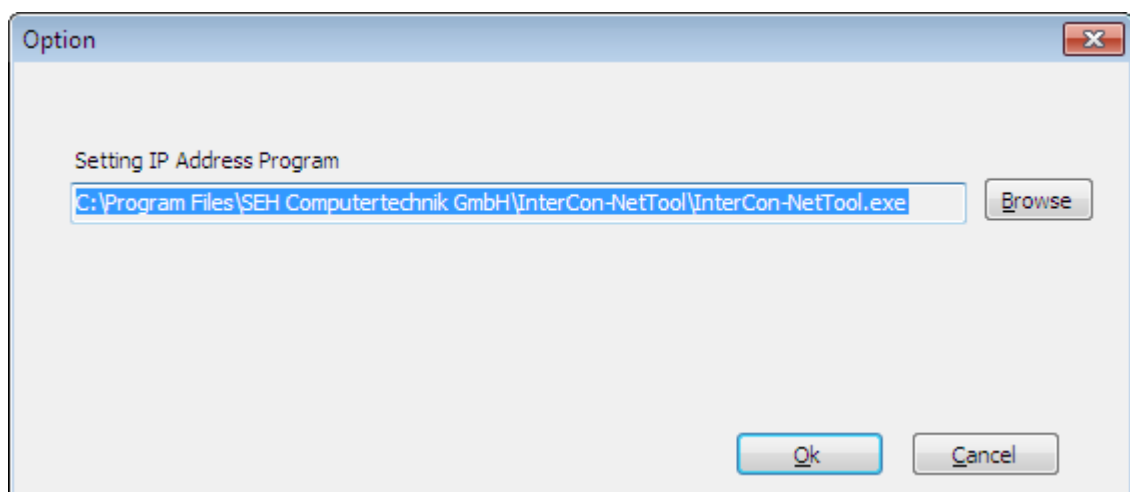 Option
Setting IP Address Program
C:\Program Files\SEH Computertechnik GmbH\InterCon-NetTool\InterCon-NetTool.exe
Browse
Ok
Cancel